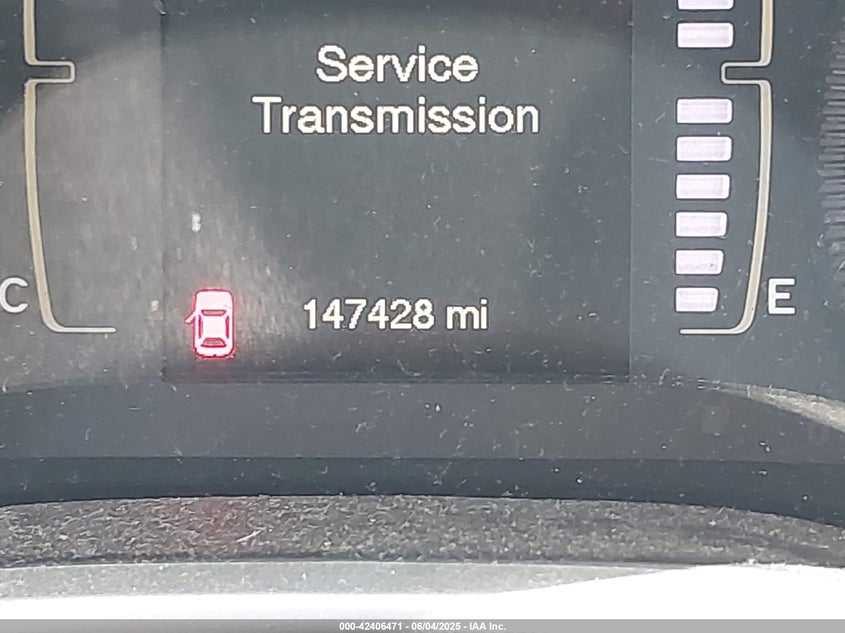 Service
Transmission
C
E
147428 mi
000-42406471 - 06/04/2025 - IAA Inc.